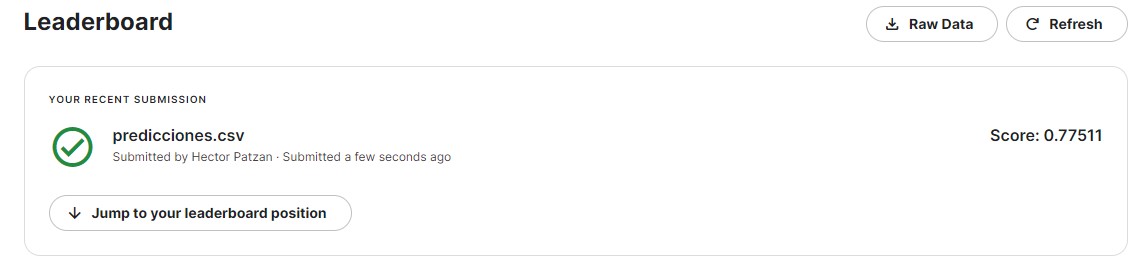 Leaderboard
Raw Data
Refresh
YOUR RECENT SUBMISSION
predicciones.csv
Score: 0.77511
Submitted by Hector Patzan · Submitted a few seconds ago
Jump to your leaderboard position